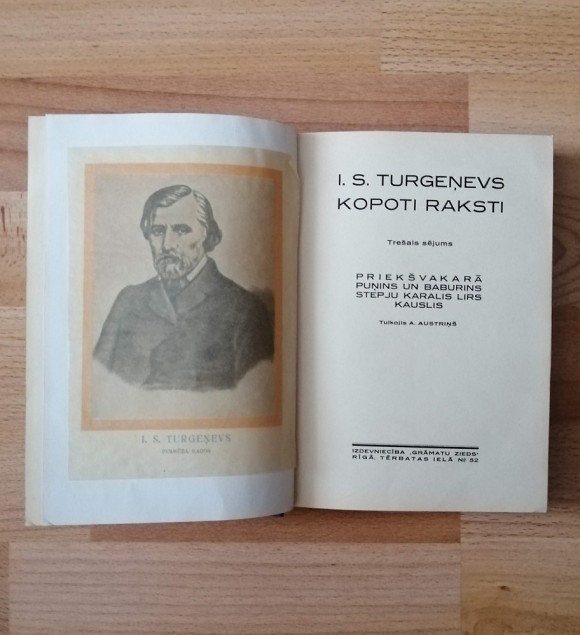 I. S. TURGEŅEVS
I. S. TURGEŅEVS
KOPOTI RAKSTI
Trešais sējums
PRIEKŠVAKARĀ
PUŅINS UN BABURINS
STEPJU KARALIS LIRS
KAUSLIS
Tulkojis A. AUSTRIŅŠ
IZDEVNIECĪBA „GRĀMATU ZIEDS-
RĪGĀ, TĒRBATAS IELĀ № 52